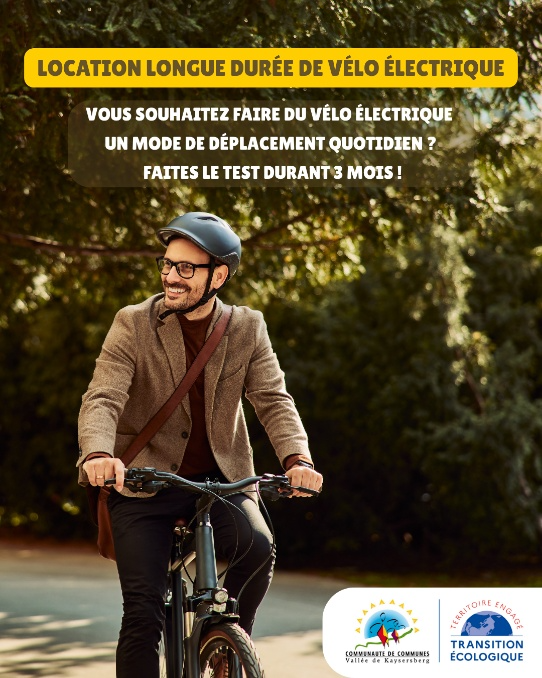 LOCATION LONGUE DURÉE DE VÉLO ÉLECTRIQUE
VOUS SOUHAITEZ FAIRE DU VÉLO ÉLECTRIQUE
UN MODE DE DÉPLACEMENT QUOTIDIEN ?
FAITES LE TEST DURANT 3 MOIS !
COMMUNAUTE DE COMMUNES
Vallée de Kaysersberg
TERRITOIRE ENGAGÉ
TRANSITION
ÉCOLOGIQUE